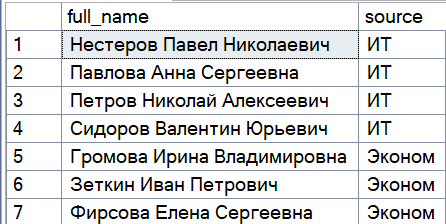 full_name source
1 Нестеров Павел Николаевич ИТ
2 Павлова Анна Сергеевна ИТ
3 Петров Николай Алексеевич ИТ
4 Сидоров Валентин Юрьевич ИТ
5 Громова Ирина Владимировна Эконом
6 Зеткин Иван Петрович Эконом
7 Фирсова Елена Сергеевна Эконом